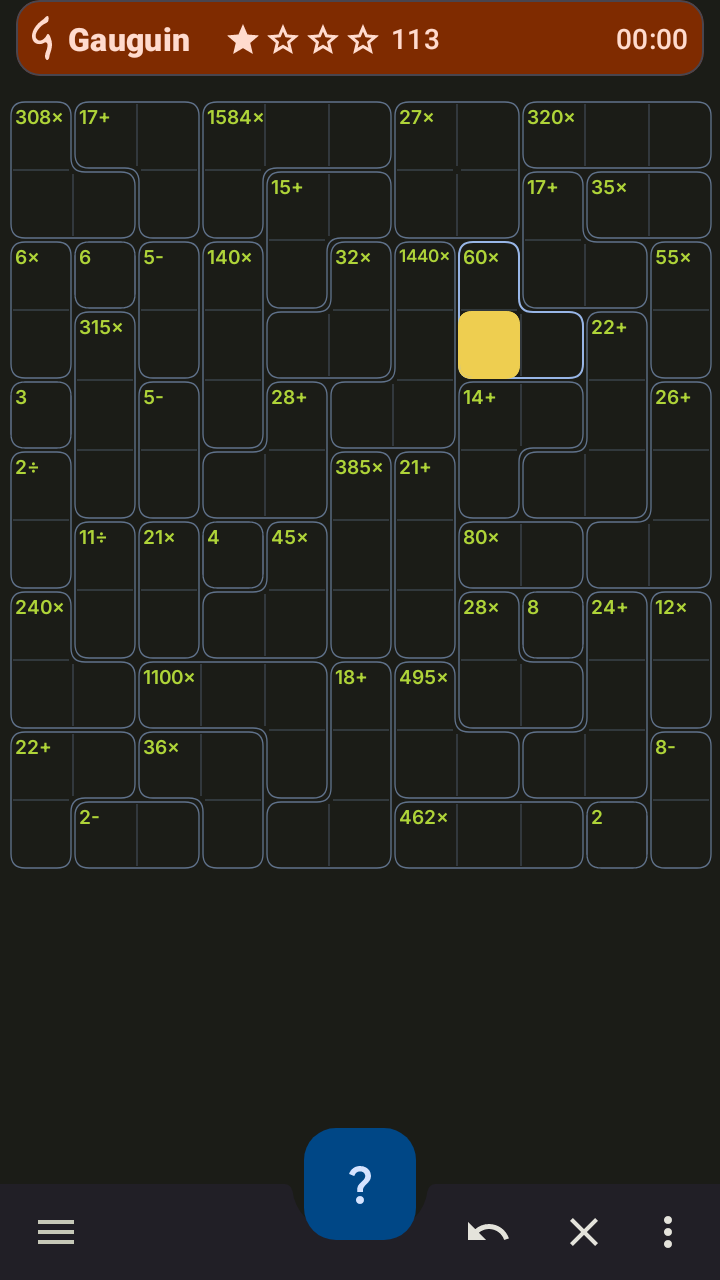 Gauguin 113 00:00
308× 17+ 1584× 27× 320×
15+ 17+ 35×
6× 6 5- 140× 32× 1440× 60× 55×
315× 22+
3 5- 28+ 14+ 26+
2÷ 385× 21+
11÷ 21× 4 45× 80×
240× 28× 8 24+ 12×
1100× 18+ 495×
22+ 36× 8-
2- 462× 2
?